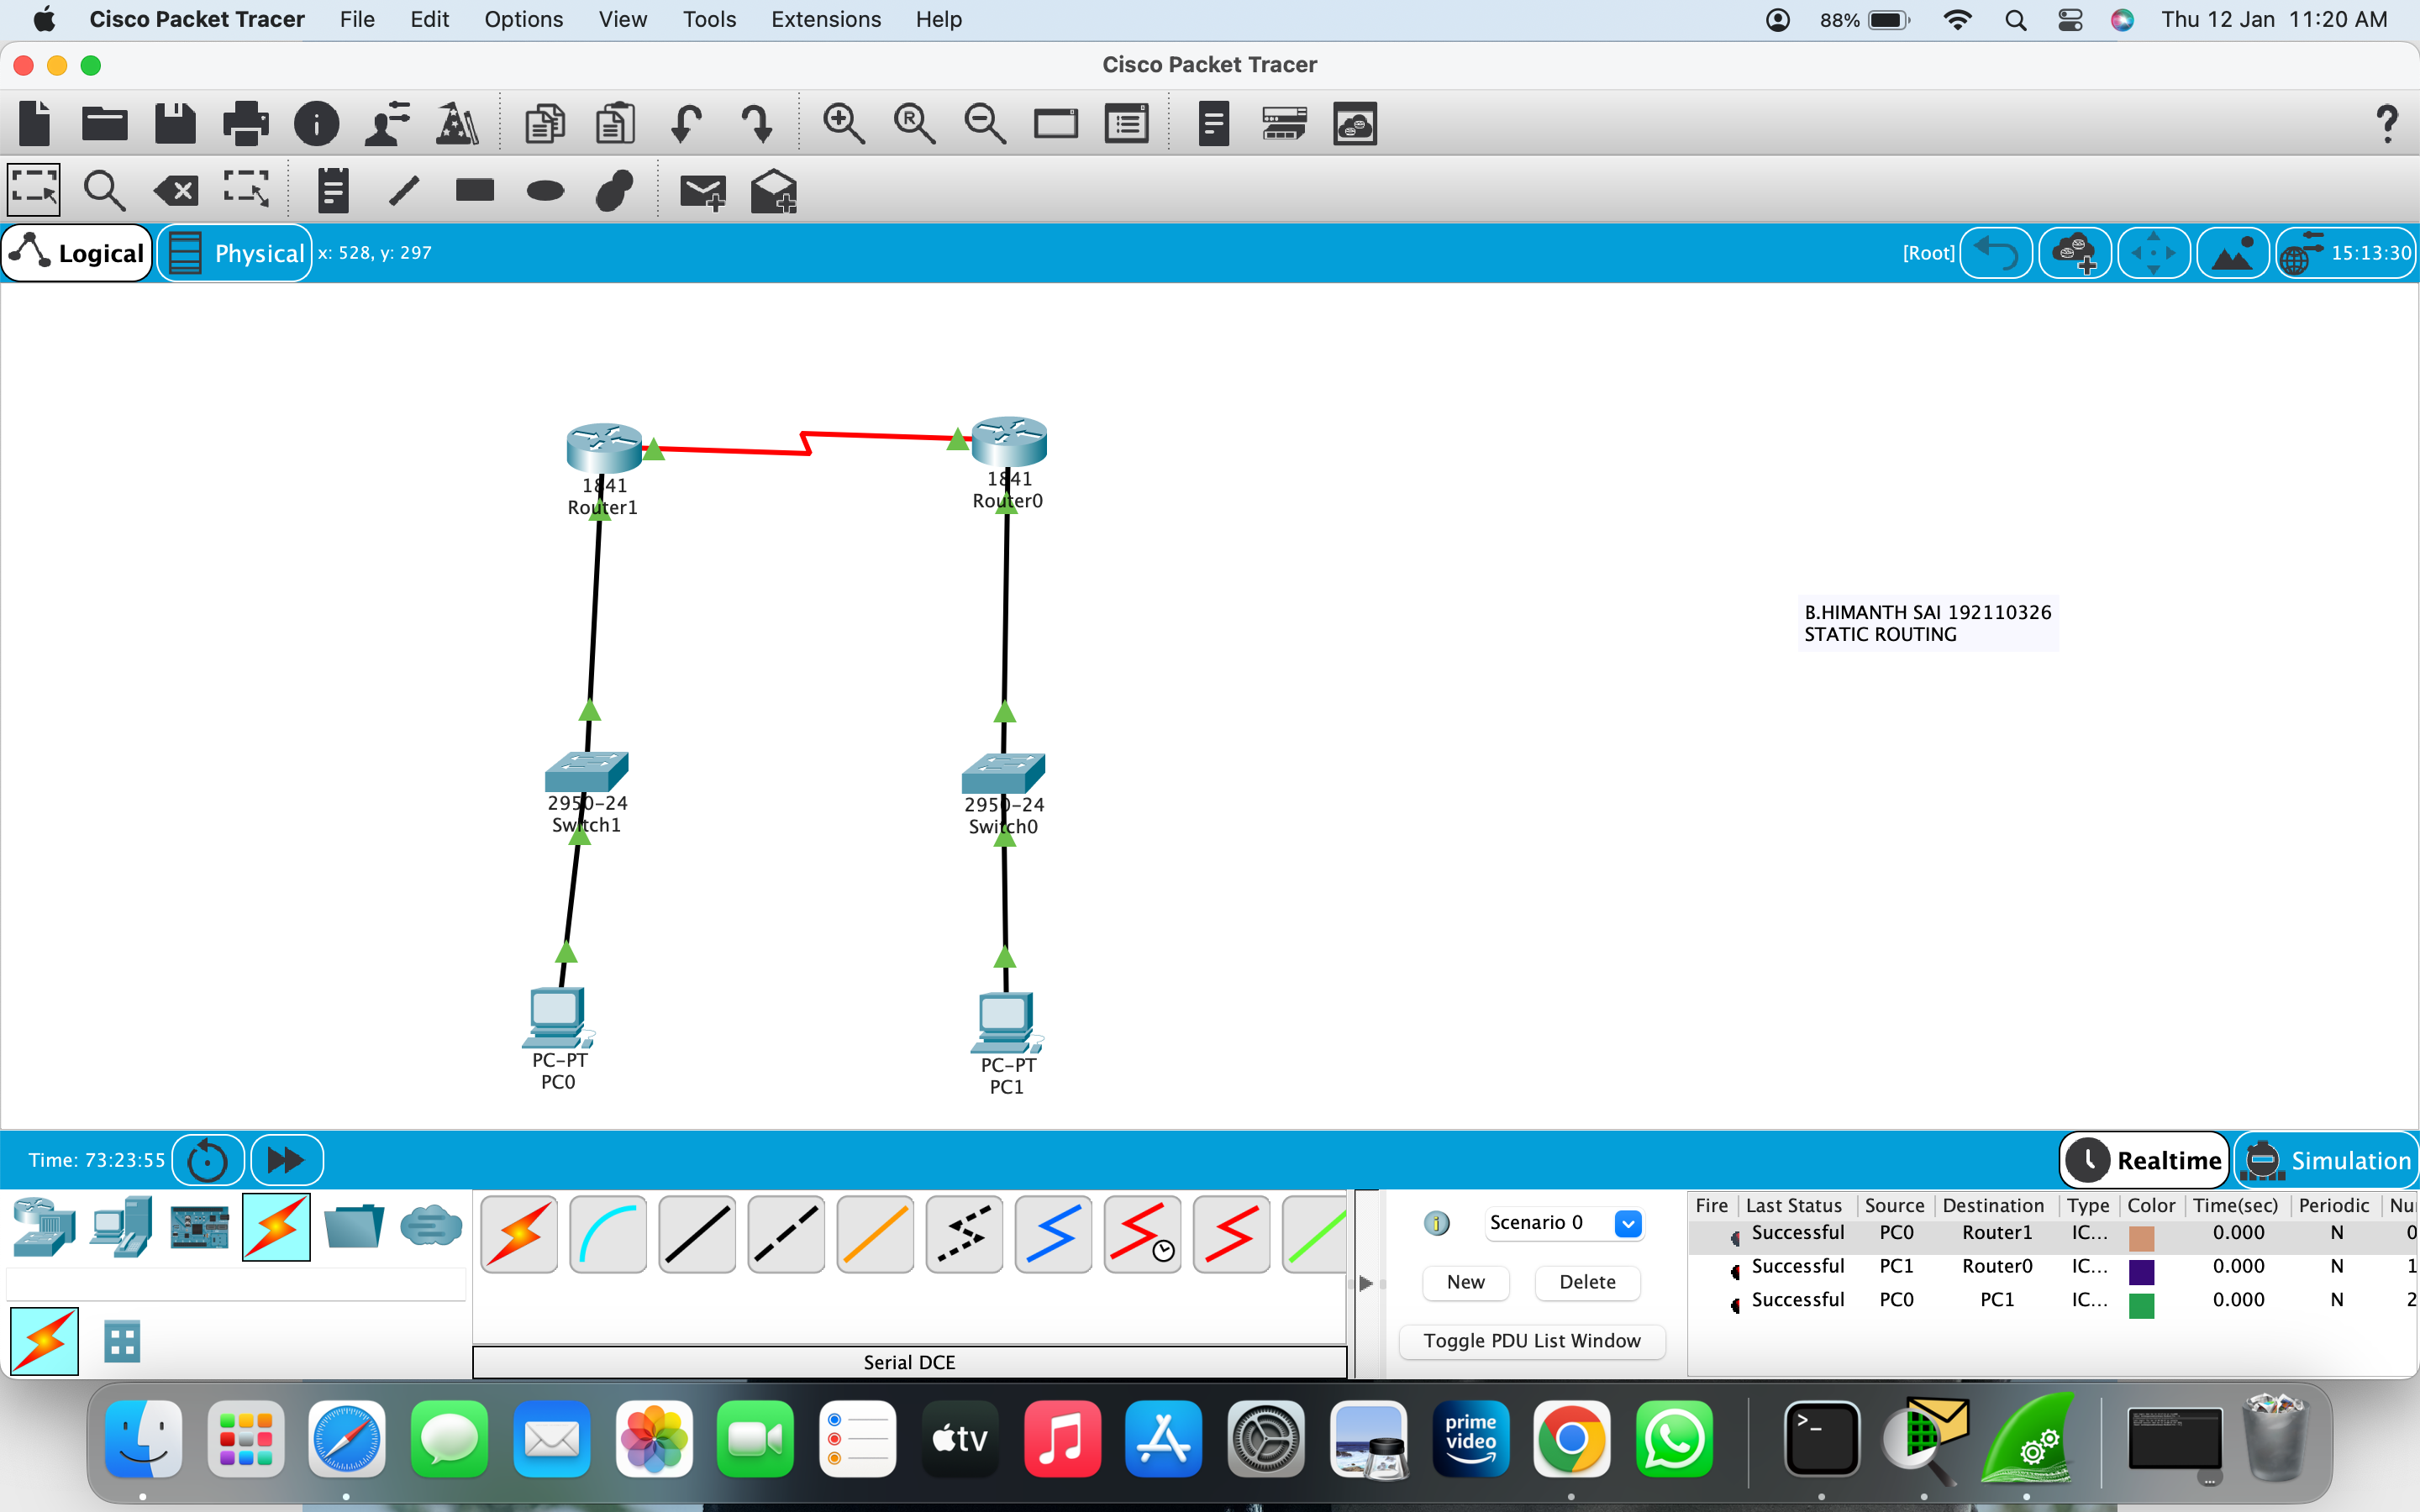 Cisco Packet Tracer File Edit Options View Tools Extensions Help 88% Thu 12 Jan 11:20 AM
Cisco Packet Tracer
Logical Physical x: 528, y: 297 [Root] 15:13:30
1841
Router1
1841
Router0
B.HIMANTH SAI 192110326
STATIC ROUTING
2950-24
Switch1
2950-24
Switch0
PC-PT
PC0
PC-PT
PC1
Time: 73:23:55 Realtime Simulation
Scenario 0
New Delete
Toggle PDU List Window
Serial DCE
Fire Last Status Source Destination Type Color Time(sec) Periodic Nu
Successful PC0 Router1 IC... 0.000 N 0
Successful PC1 Router0 IC... 0.000 N 1
Successful PC0 PC1 IC... 0.000 N 2
tv
prime
video